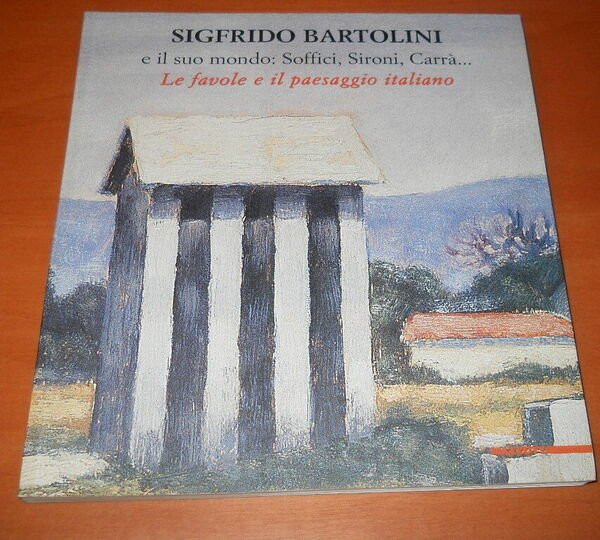 SIGFRIDO BARTOLINI
e il suo mondo: Soffici, Sironi, Carrà...
Le favole e il paesaggio italiano